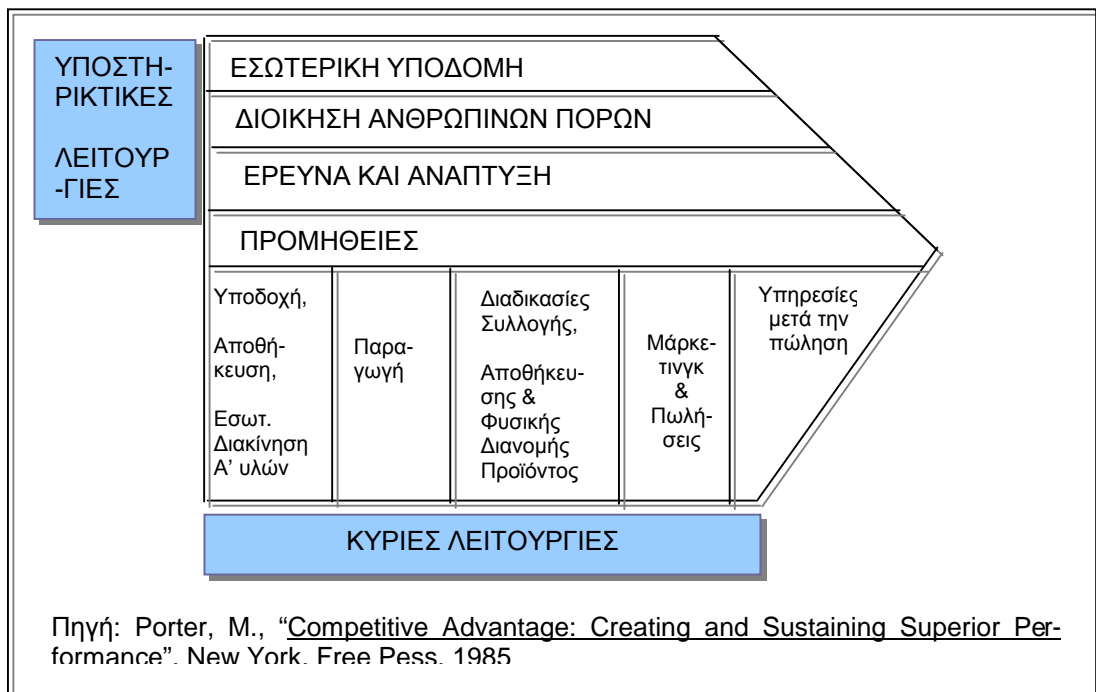 ΥΠΟΣΤΗ-
ΡΙΚΤΙΚΕΣ
ΛΕΙΤΟΥΡ
-ΓΙΕΣ
ΕΣΩΤΕΡΙΚΗ ΥΠΟΔΟΜΗ
ΔΙΟΙΚΗΣΗ ΑΝΘΡΩΠΙΝΩΝ ΠΟΡΩΝ
ΕΡΕΥΝΑ ΚΑΙ ΑΝΑΠΤΥΞΗ
ΠΡΟΜΗΘΕΙΕΣ
Υποδοχή,
Αποθή-
κευση,
Εσωτ.
Διακίνηση
Α' υλών
Παρα-
γωγή
Διαδικασίες
Συλλογής,
Αποθήκευ-
σης &
Φυσικής
Διανομής
Προϊόντος
Μάρκε-
τινγκ
&
Πωλή-
σεις
Υπηρεσίες
μετά την
πώληση
ΚΥΡΙΕΣ ΛΕΙΤΟΥΡΓΙΕΣ
Πηγή: Porter, M., “Competitive Advantage: Creating and Sustaining Superior Per-
formance”, New York, Free Pess, 1985